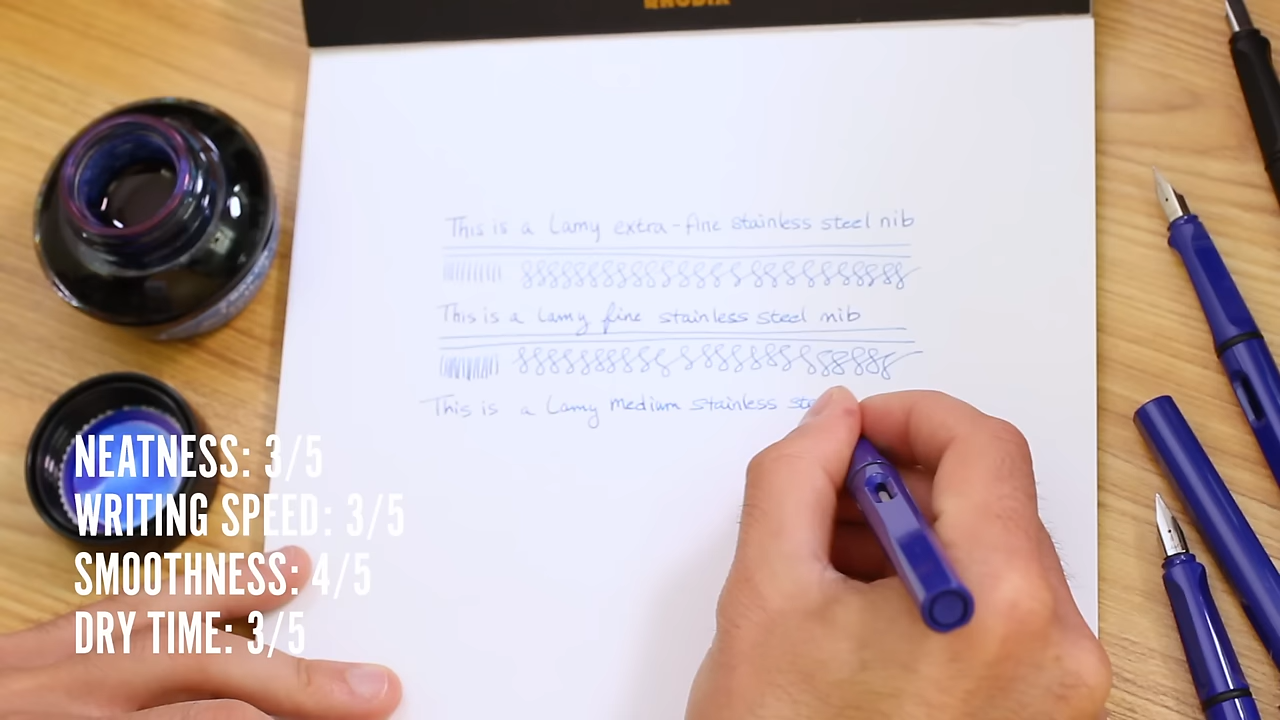 RHODIA
This is a Lamy extra-fine stainless steel nib
This is a Lamy fine stainless steel nib
This is a Lamy Medium stainless ste
NEATNESS: 3/5
WRITING SPEED: 3/5
SMOOTHNESS: 4/5
DRY TIME: 3/5